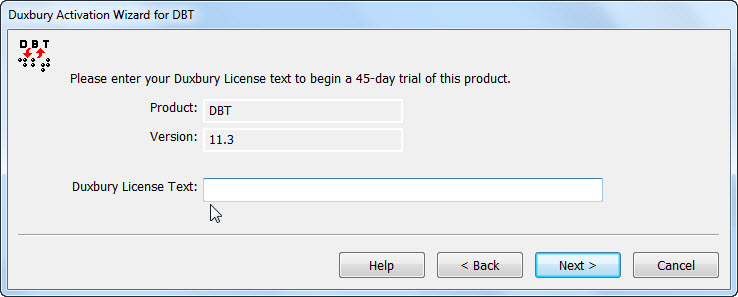 Duxbury Activation Wizard for DBT
D B T
Please enter your Duxbury License text to begin a 45-day trial of this product.
Product: DBT
Version: 11.3
Duxbury License Text:
Help < Back Next > Cancel